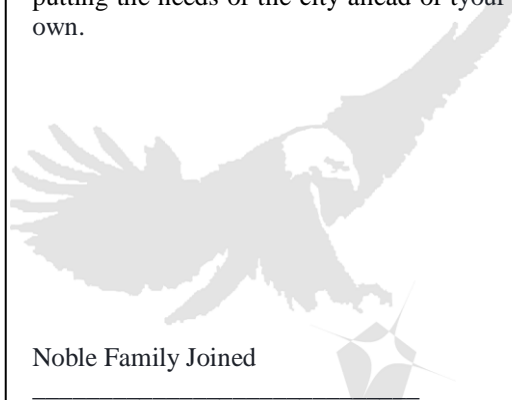 putting the needs of the city ahead of tyour
own.
Noble Family Joined